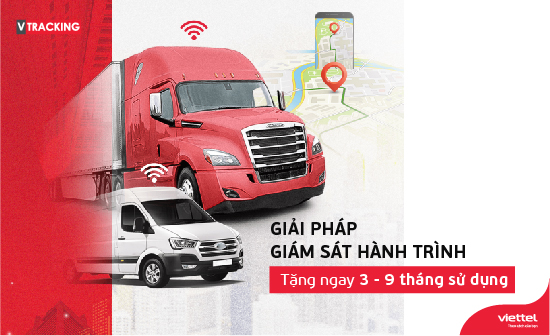 V TRACKING
GIẢI PHÁP
GIÁM SÁT HÀNH TRÌNH
Tặng ngay 3 - 9 tháng sử dụng
viettel